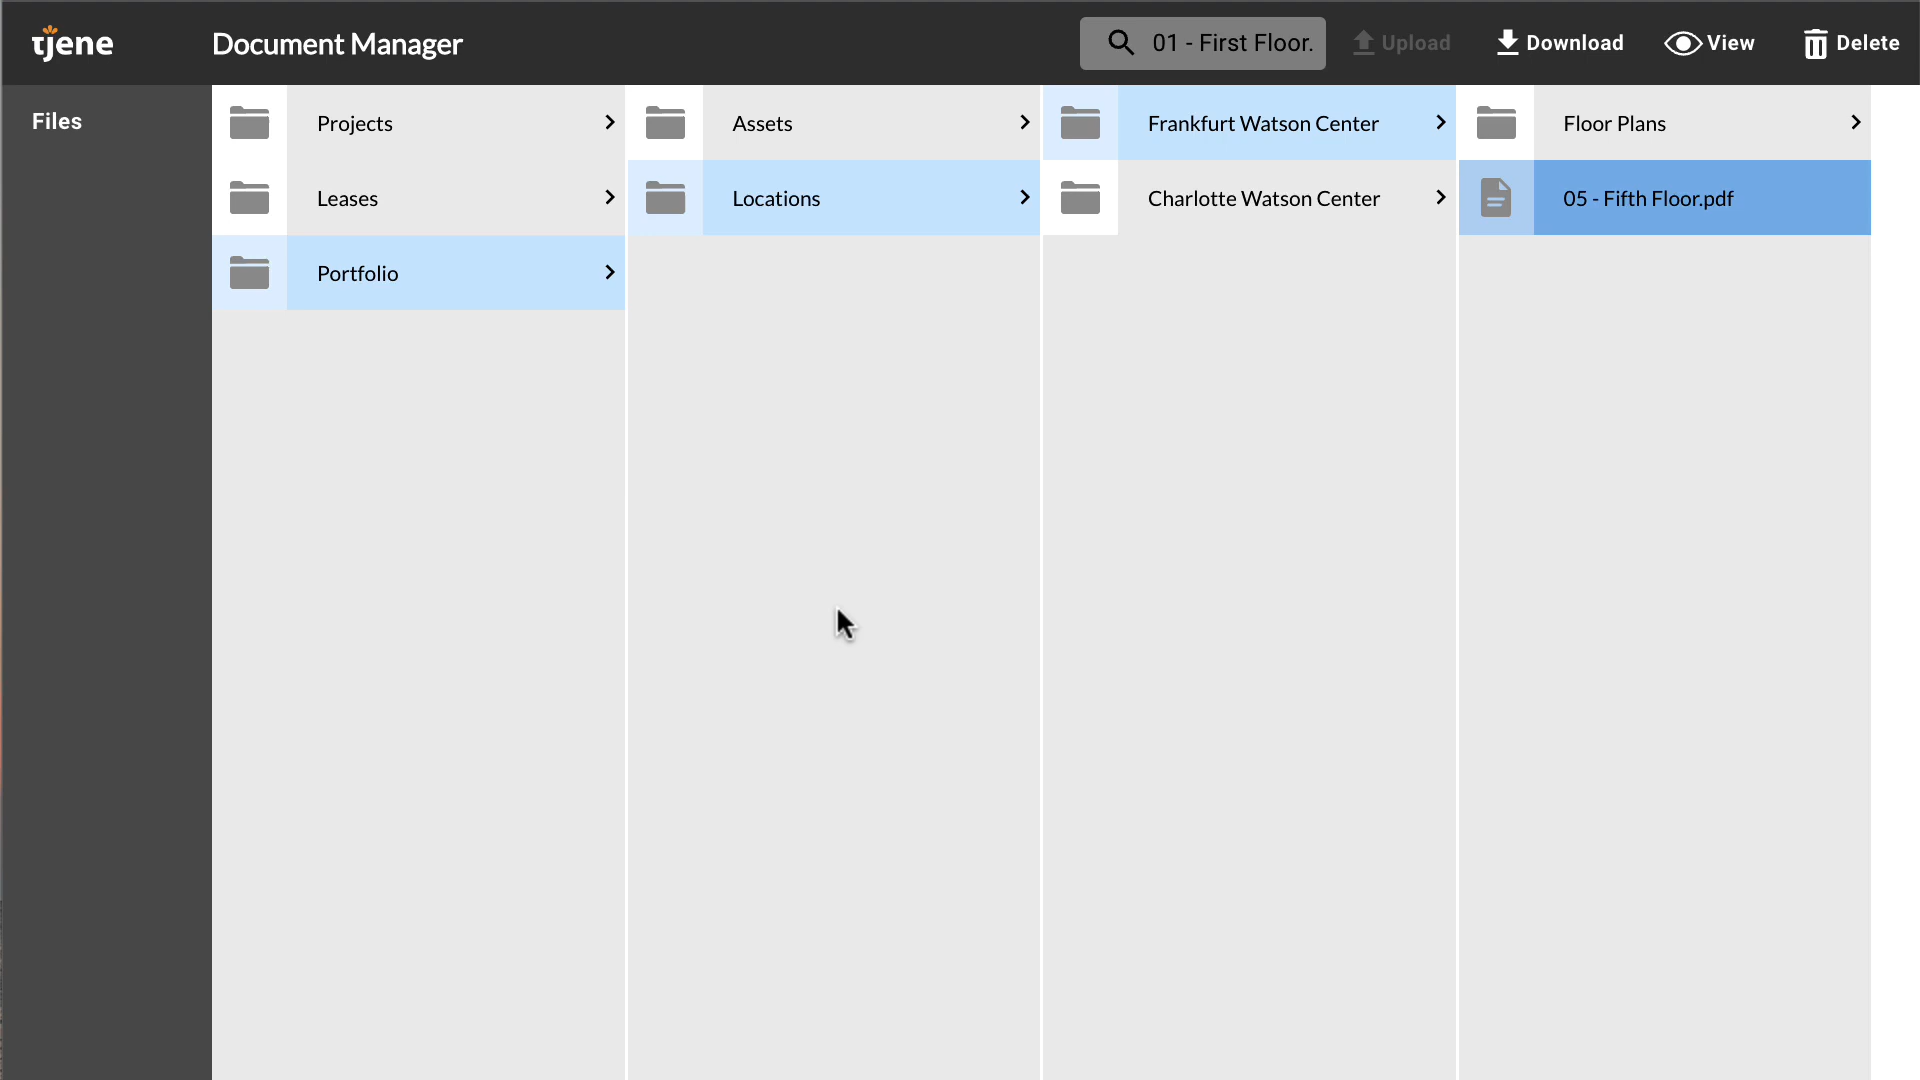 tjene
Document Manager
01 - First Floor.
Upload
Download
View
Delete
Files
Projects
Leases
Portfolio
Assets
Locations
Frankfurt Watson Center
Charlotte Watson Center
Floor Plans
05 - Fifth Floor.pdf